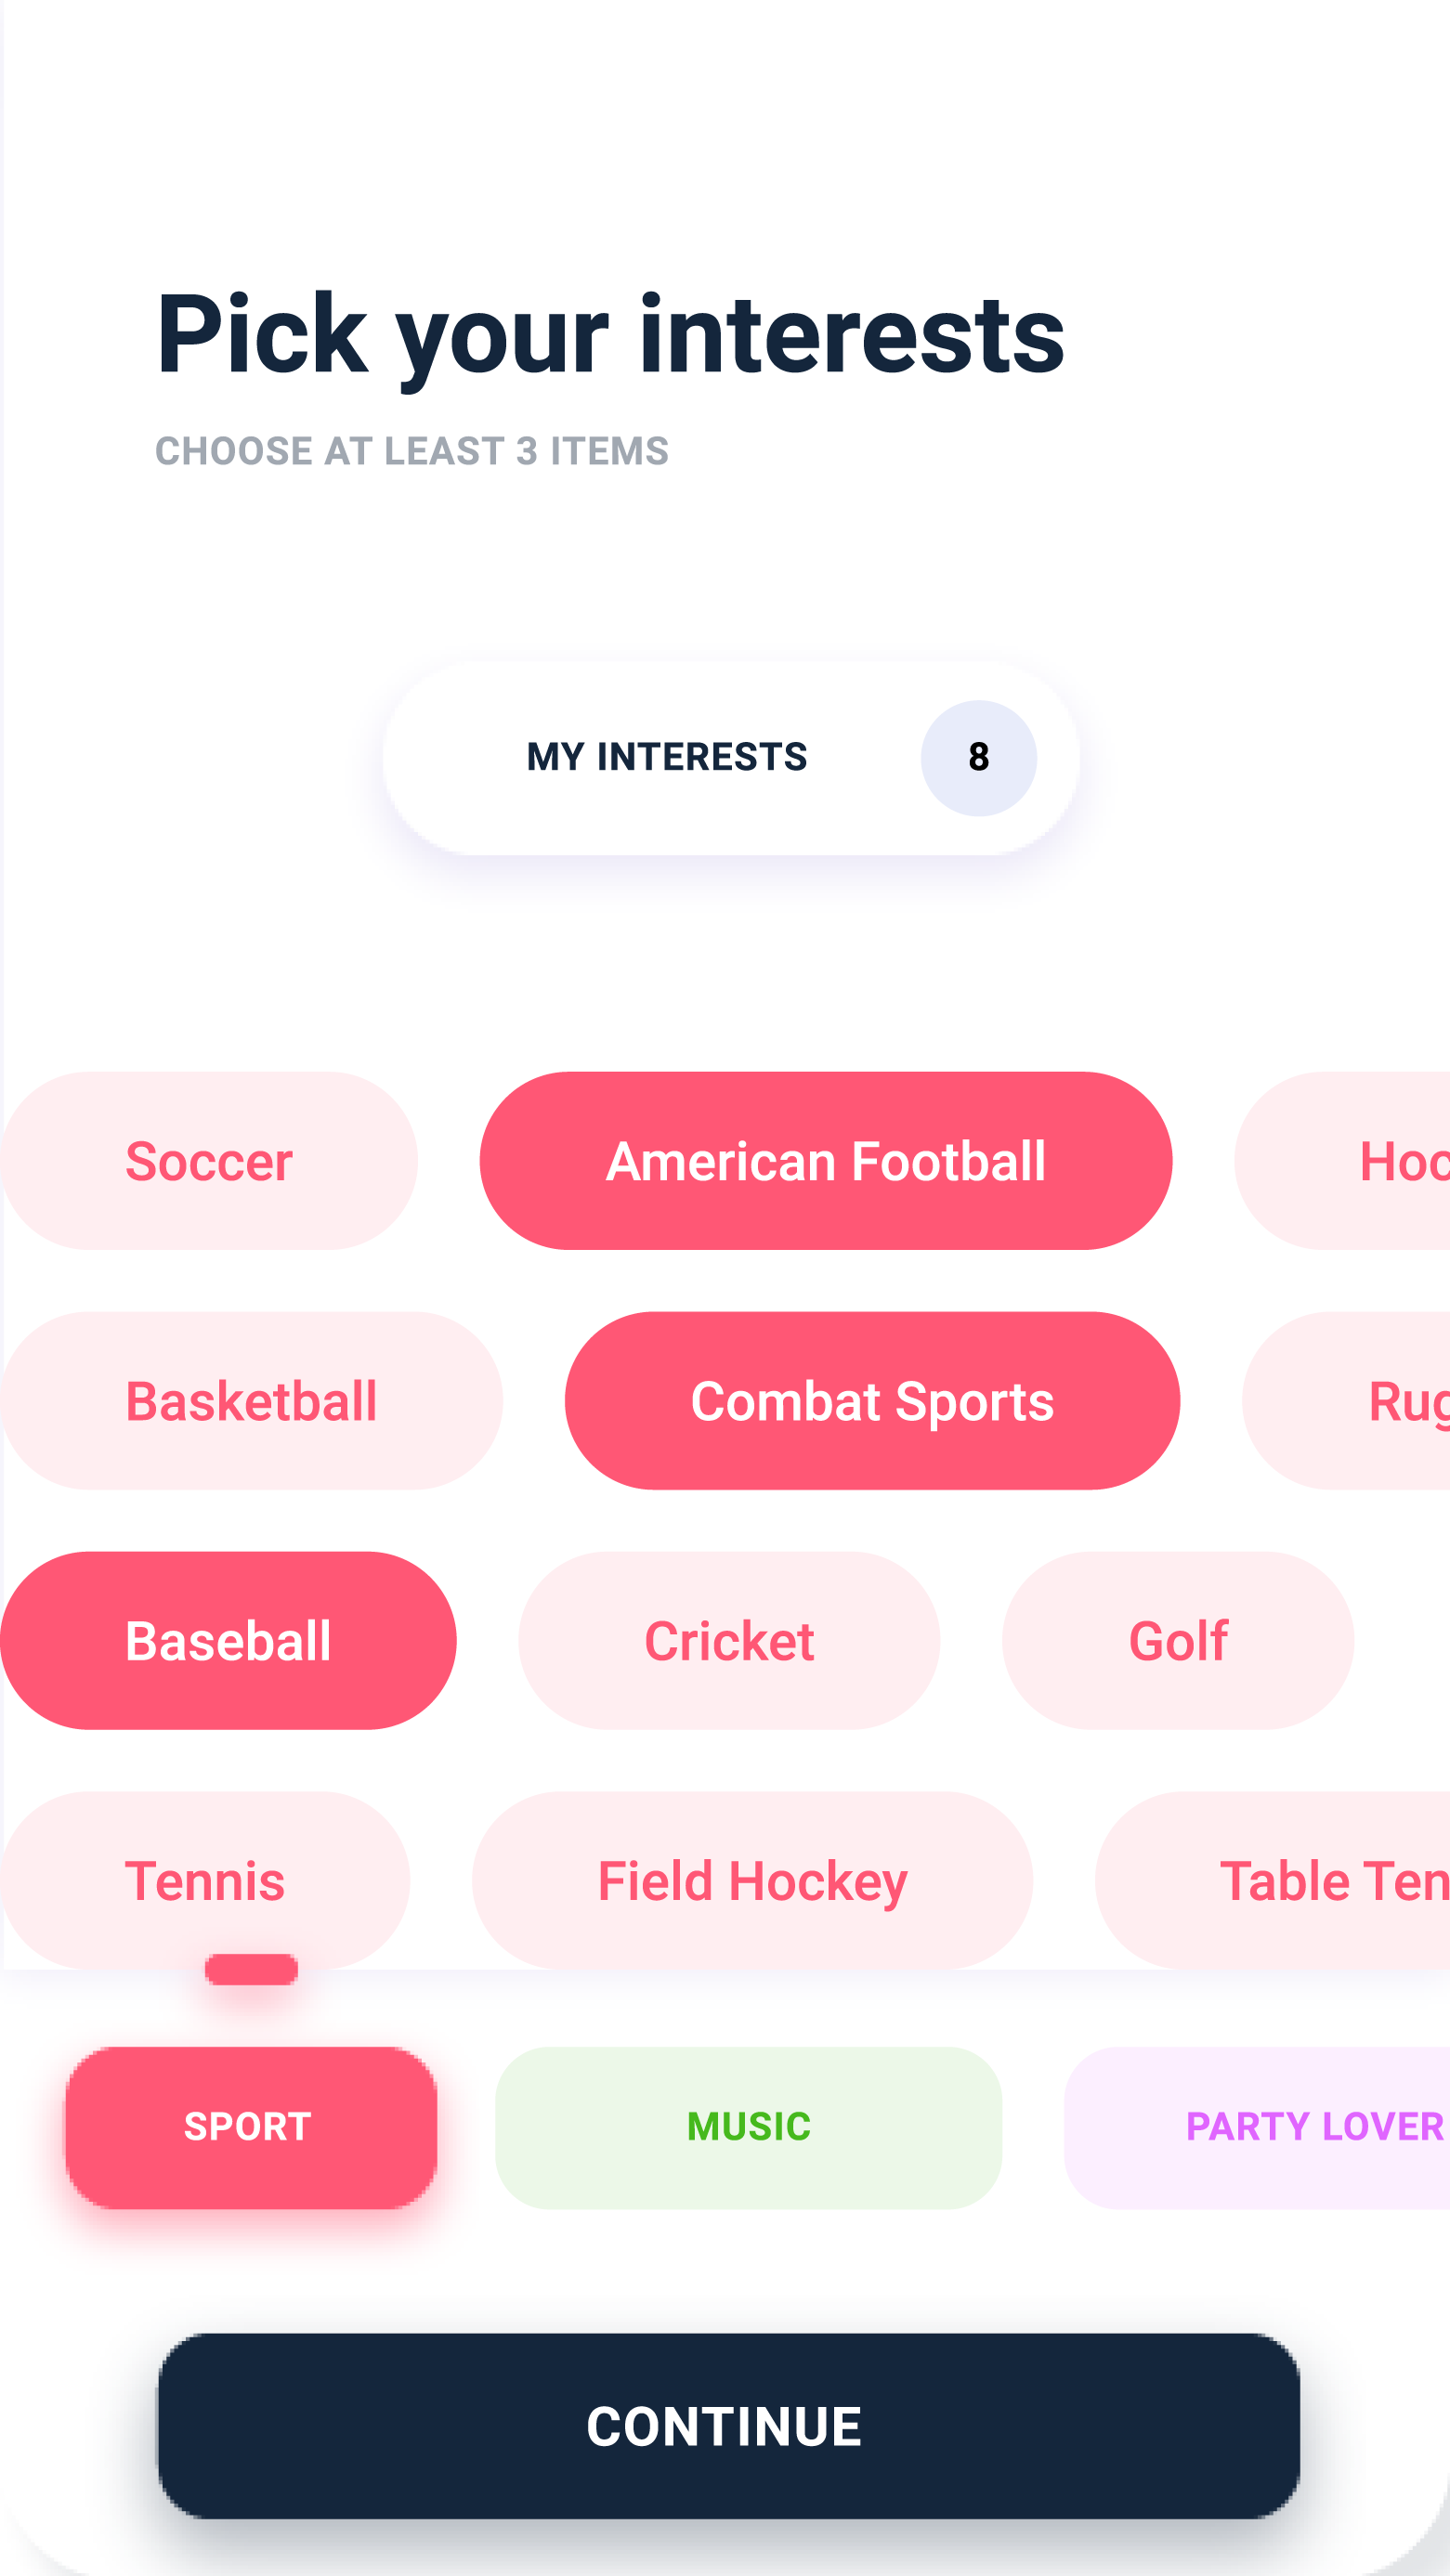 Pick your interests
CHOOSE AT LEAST 3 ITEMS
MY INTERESTS 8
Soccer American Football Hoc
Basketball Combat Sports Rug
Baseball Cricket Golf
Tennis Field Hockey Table Ten
SPORT MUSIC PARTY LOVER
CONTINUE